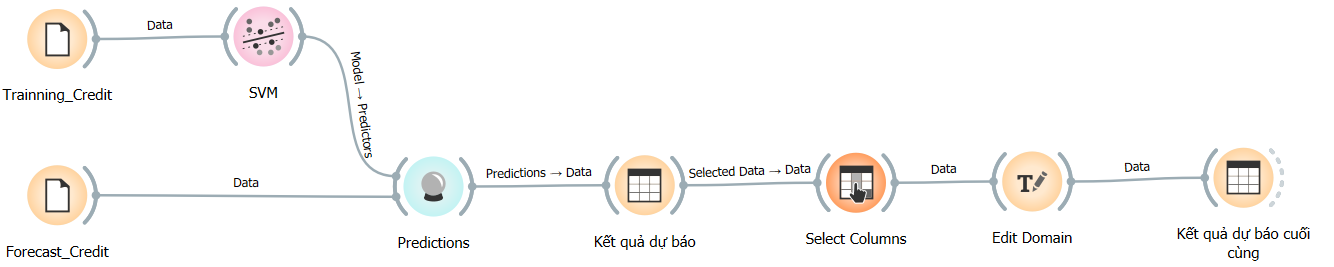 Data
Trainning_Credit
SVM
Model → Predictors
Data
Forecast_Credit
Predictions
Predictions → Data
Kết quả dự báo
Selected Data → Data
Select Columns
Data
T
Edit Domain
Data
Kết quả dự báo cuối
cùng